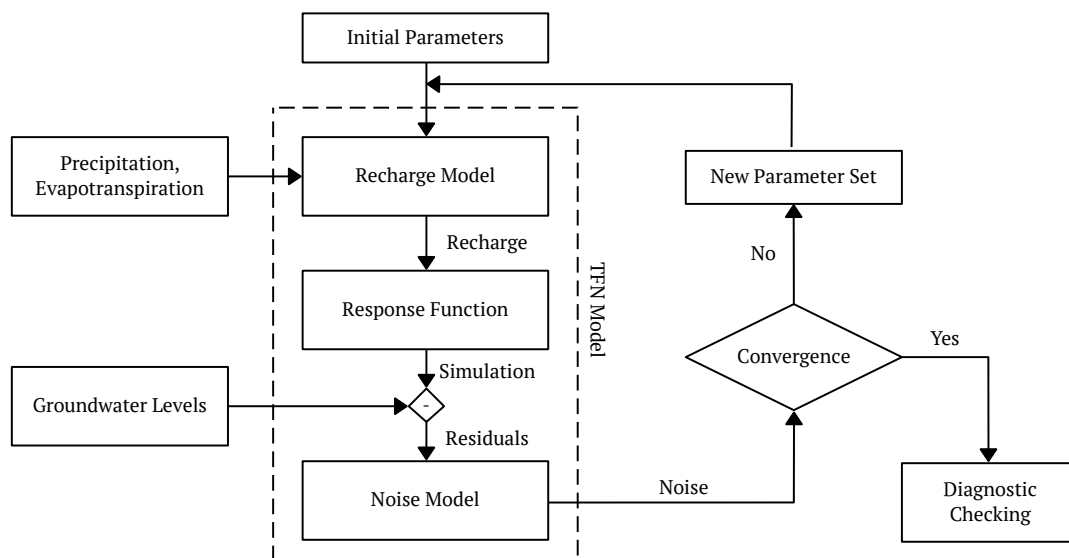 Initial Parameters
Precipitation,
Evapotranspiration
Recharge Model
New Parameter Set
Recharge
No
TFN Model
Response Function
Yes
Convergence
Simulation
Groundwater Levels
-
Residuals
Noise Model
Noise
Diagnostic
Checking